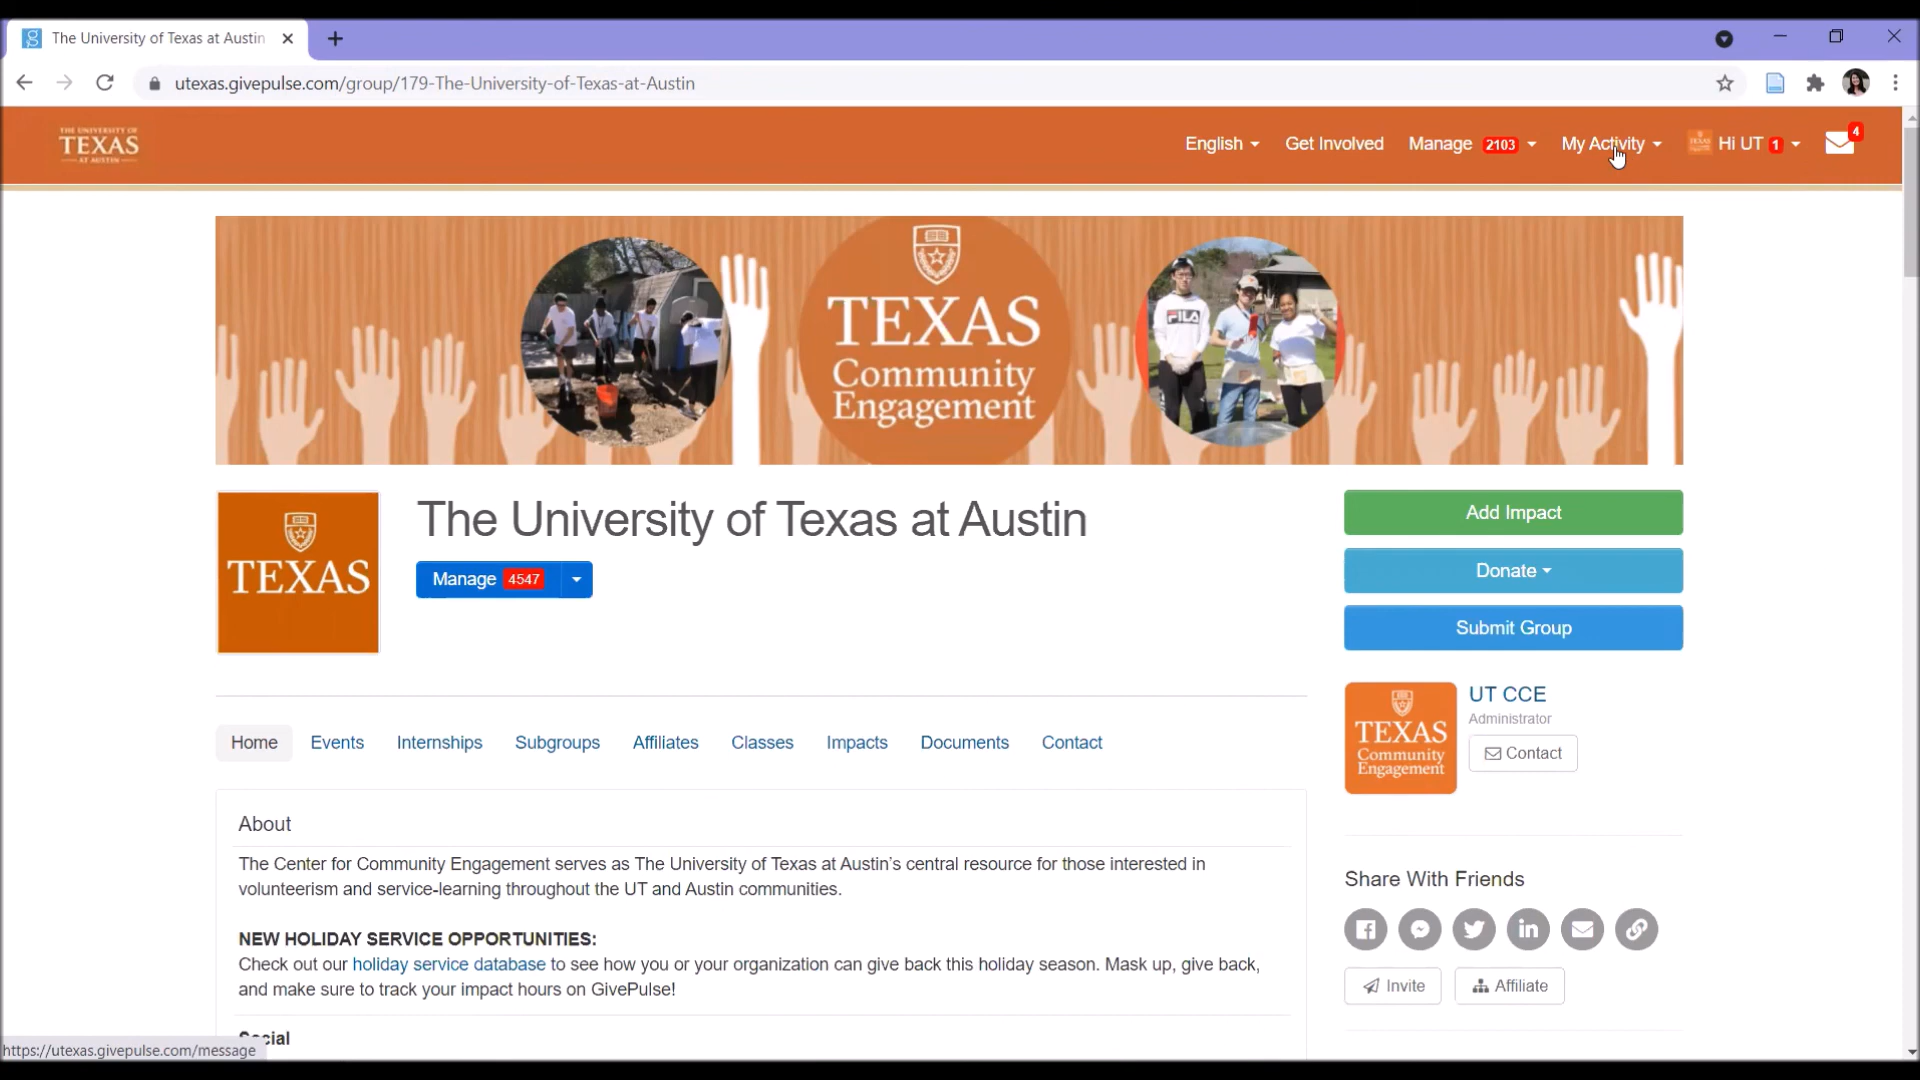 The University of Texas at Austin
utexas.givepulse.com/group/179-The-University-of-Texas-at-Austin
THE UNIVERSITY OF
TEXAS
AT AUSTIN
English
Get Involved
Manage 2103
My Activity
Hi UT 1
4
TEXAS
Community
Engagement
FILA
TEXAS
The University of Texas at Austin
Manage 4547
Add Impact
Donate
Submit Group
TEXAS
Community
Engagement
UT CCE
Administrator
Contact
Home Events Internships Subgroups Affiliates Classes Impacts Documents Contact
About
The Center for Community Engagement serves as The University of Texas at Austin's central resource for those interested in
volunteerism and service-learning throughout the UT and Austin communities.
NEW HOLIDAY SERVICE OPPORTUNITIES:
Check out our holiday service database to see how you or your organization can give back this holiday season. Mask up, give back,
and make sure to track your impact hours on GivePulse!
Social
Share With Friends
Invite
Affiliate
https://utexas.givepulse.com/message